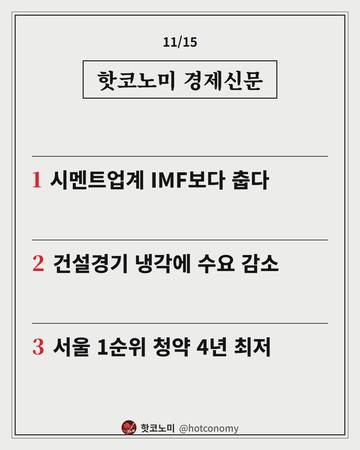 11/15
핫코노미 경제신문
1 시멘트업계 IMF보다 춥다
2 건설경기 냉각에 수요 감소
3 서울 1순위 청약 4년 최저
핫코노미 @hotconomy